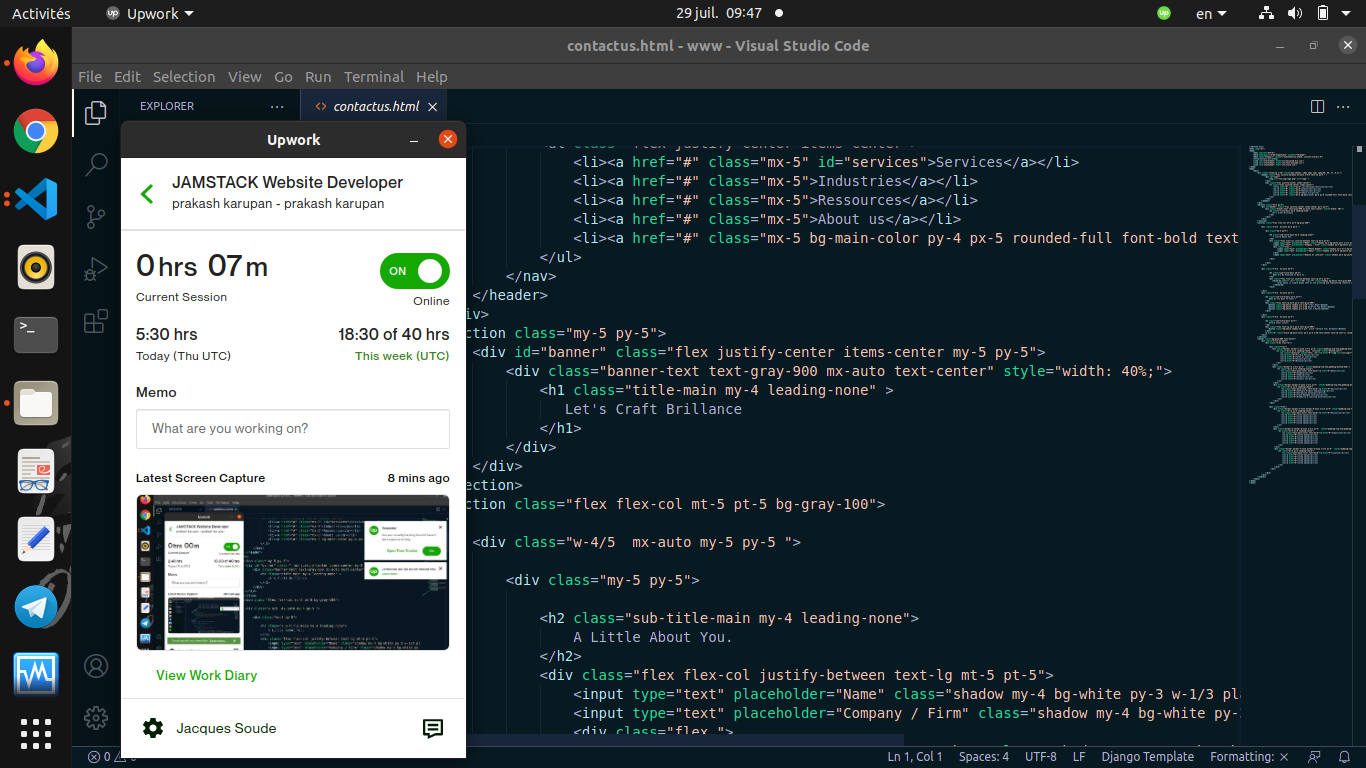 Activités
Upwork
29 juil. 09:47
en
contactus.html - www - Visual Studio Code
File Edit Selection View Go Run Terminal Help
EXPLORER
contactus.html
Upwork
JAMSTACK Website Developer
prakash karupan - prakash karupan
0 hrs 07 m
ON
Current Session
Online
5:30 hrs
18:30 of 40 hrs
Today (Thu UTC)
This week (UTC)
Memo
What are you working on?
Latest Screen Capture
8 mins ago
View Work Diary
Jacques Soude
<li><a href="#" class="mx-5" id="services">Services</a></li>
<li><a href="#" class="mx-5">Industries</a></li>
<li><a href="#" class="mx-5">Ressources</a></li>
<li><a href="#" class="mx-5">About us</a></li>
<li><a href="#" class="mx-5 bg-main-color py-4 px-5 rounded-full font-bold text
</ul>
</nav>
</header>
iv>
ction class="my-5 py-5">
<div id="banner" class="flex justify-center items-center my-5 py-5">
<div class="banner-text text-gray-900 mx-auto text-center" style="width: 40%;">
<h1 class="title-main my-4 leading-none" >
Let's Craft Brillance
</h1>
</div>
</div>
ection>
ction class="flex flex-col mt-5 pt-5 bg-gray-100">
<div class="w-4/5  mx-auto my-5 py-5 ">
<div class="my-5 py-5">
<h2 class="sub-title-main my-4 leading-none">
A Little About You.
</h2>
<div class="flex flex-col justify-between text-lg mt-5 pt-5">
<input type="text" placeholder="Name" class="shadow my-4 bg-white py-3 w-1/3 pl
<input type="text" placeholder="Company / Firm" class="shadow my-4 bg-white py-
<div class="flex ">
0
Ln 1, Col 1
Spaces: 4
UTF-8
LF
Django Template
Formatting: ×